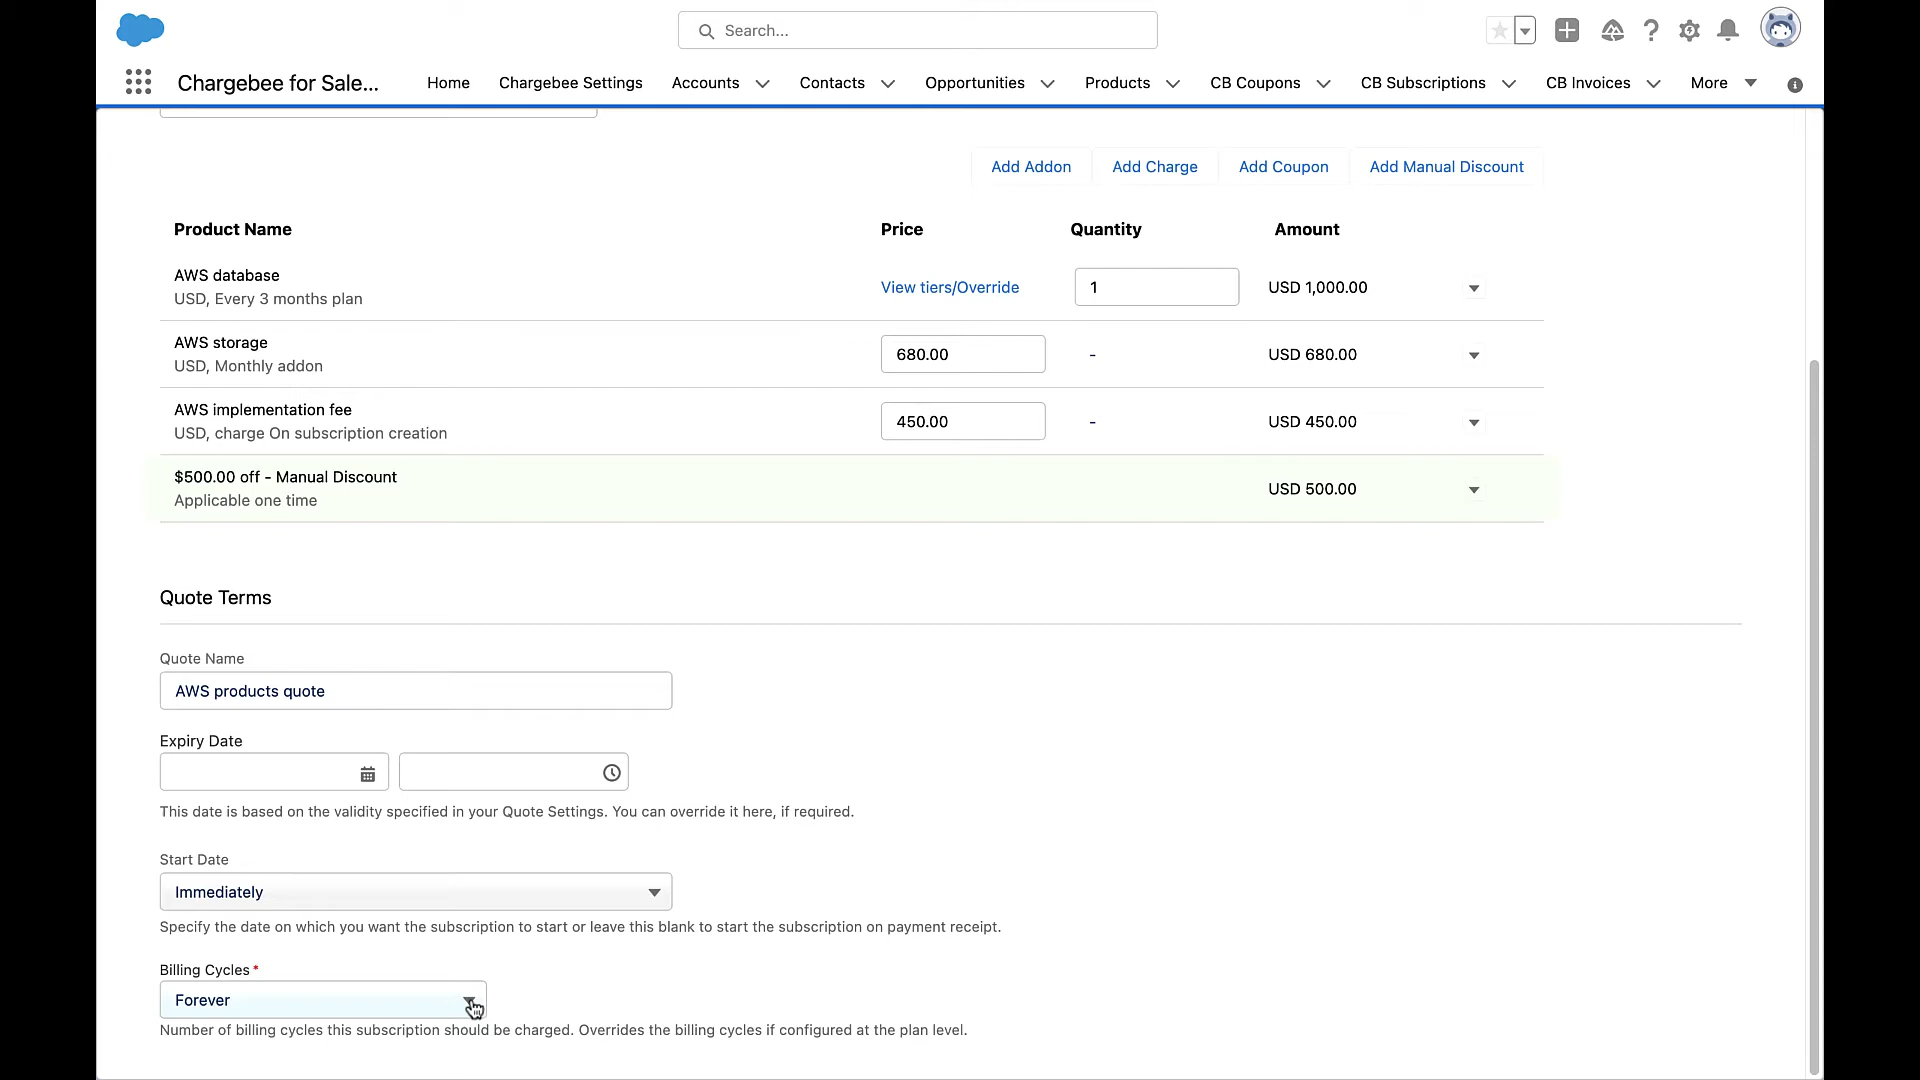 Search...
Chargebee for Sale... Home Chargebee Settings Accounts Contacts Opportunities Products CB Coupons CB Subscriptions CB Invoices More
Add Addon Add Charge Add Coupon Add Manual Discount
Product Name Price Quantity Amount
AWS database
USD, Every 3 months plan
View tiers/Override 1 USD 1,000.00
AWS storage
USD, Monthly addon
680.00 - USD 680.00
AWS implementation fee
USD, charge On subscription creation
450.00 - USD 450.00
$500.00 off - Manual Discount
Applicable one time
USD 500.00
Quote Terms
Quote Name
AWS products quote
Expiry Date
This date is based on the validity specified in your Quote Settings. You can override it here, if required.
Start Date
Immediately
Specify the date on which you want the subscription to start or leave this blank to start the subscription on payment receipt.
Billing Cycles *
Forever
Number of billing cycles this subscription should be charged. Overrides the billing cycles if configured at the plan level.